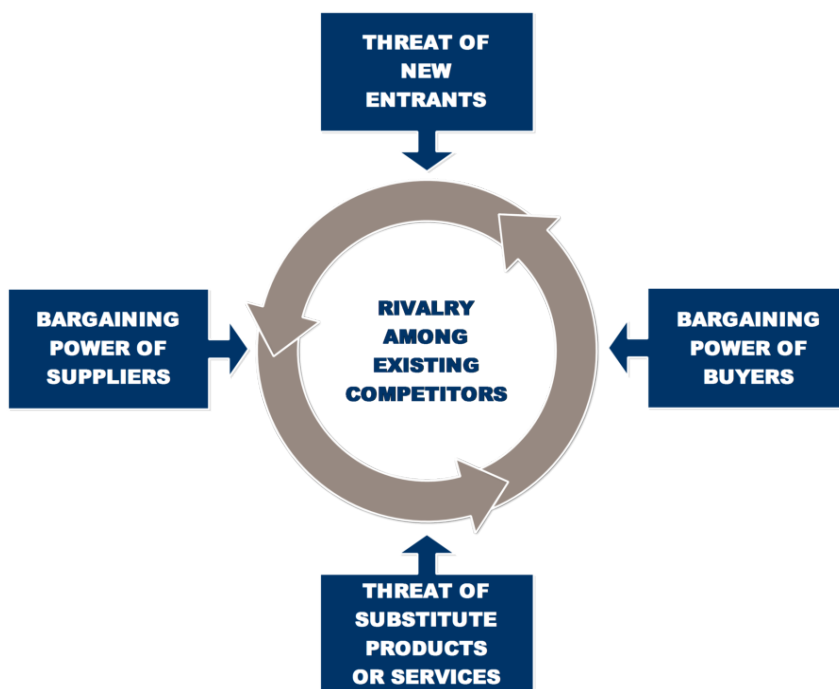 THREAT OF
NEW
ENTRANTS
BARGAINING
POWER OF
SUPPLIERS
RIVALRY
AMONG
EXISTING
COMPETITORS
BARGAINING
POWER OF
BUYERS
THREAT OF
SUBSTITUTE
PRODUCTS
OR SERVICES